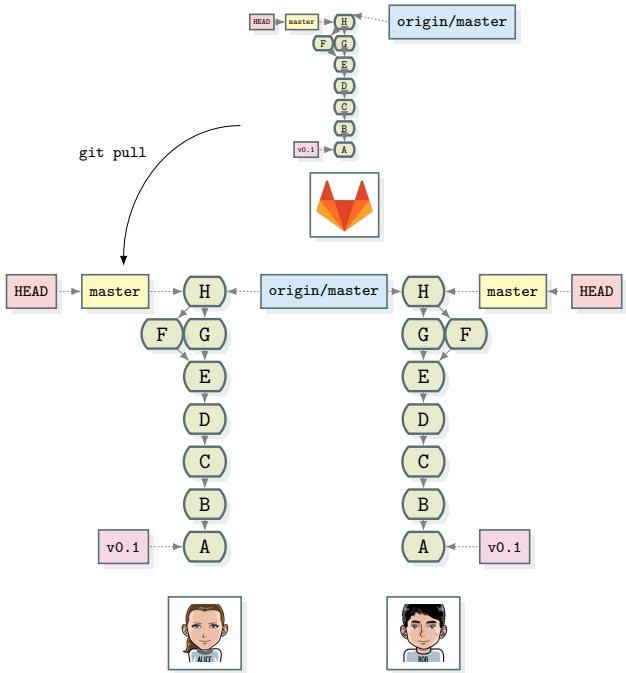 HEAD master H origin/master
F G
E
D
C
B
v0.1 A
git pull
HEAD master H origin/master H master HEAD
F G G F
E E
D D
C C
B B
v0.1 A A v0.1
ALICE BOB